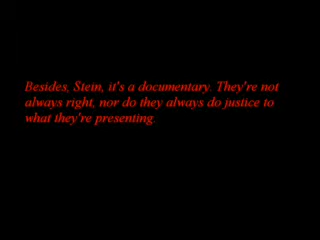 Besides, Stein, it's a documentary. They're not
always right, nor do they always do justice to
what they're presenting.